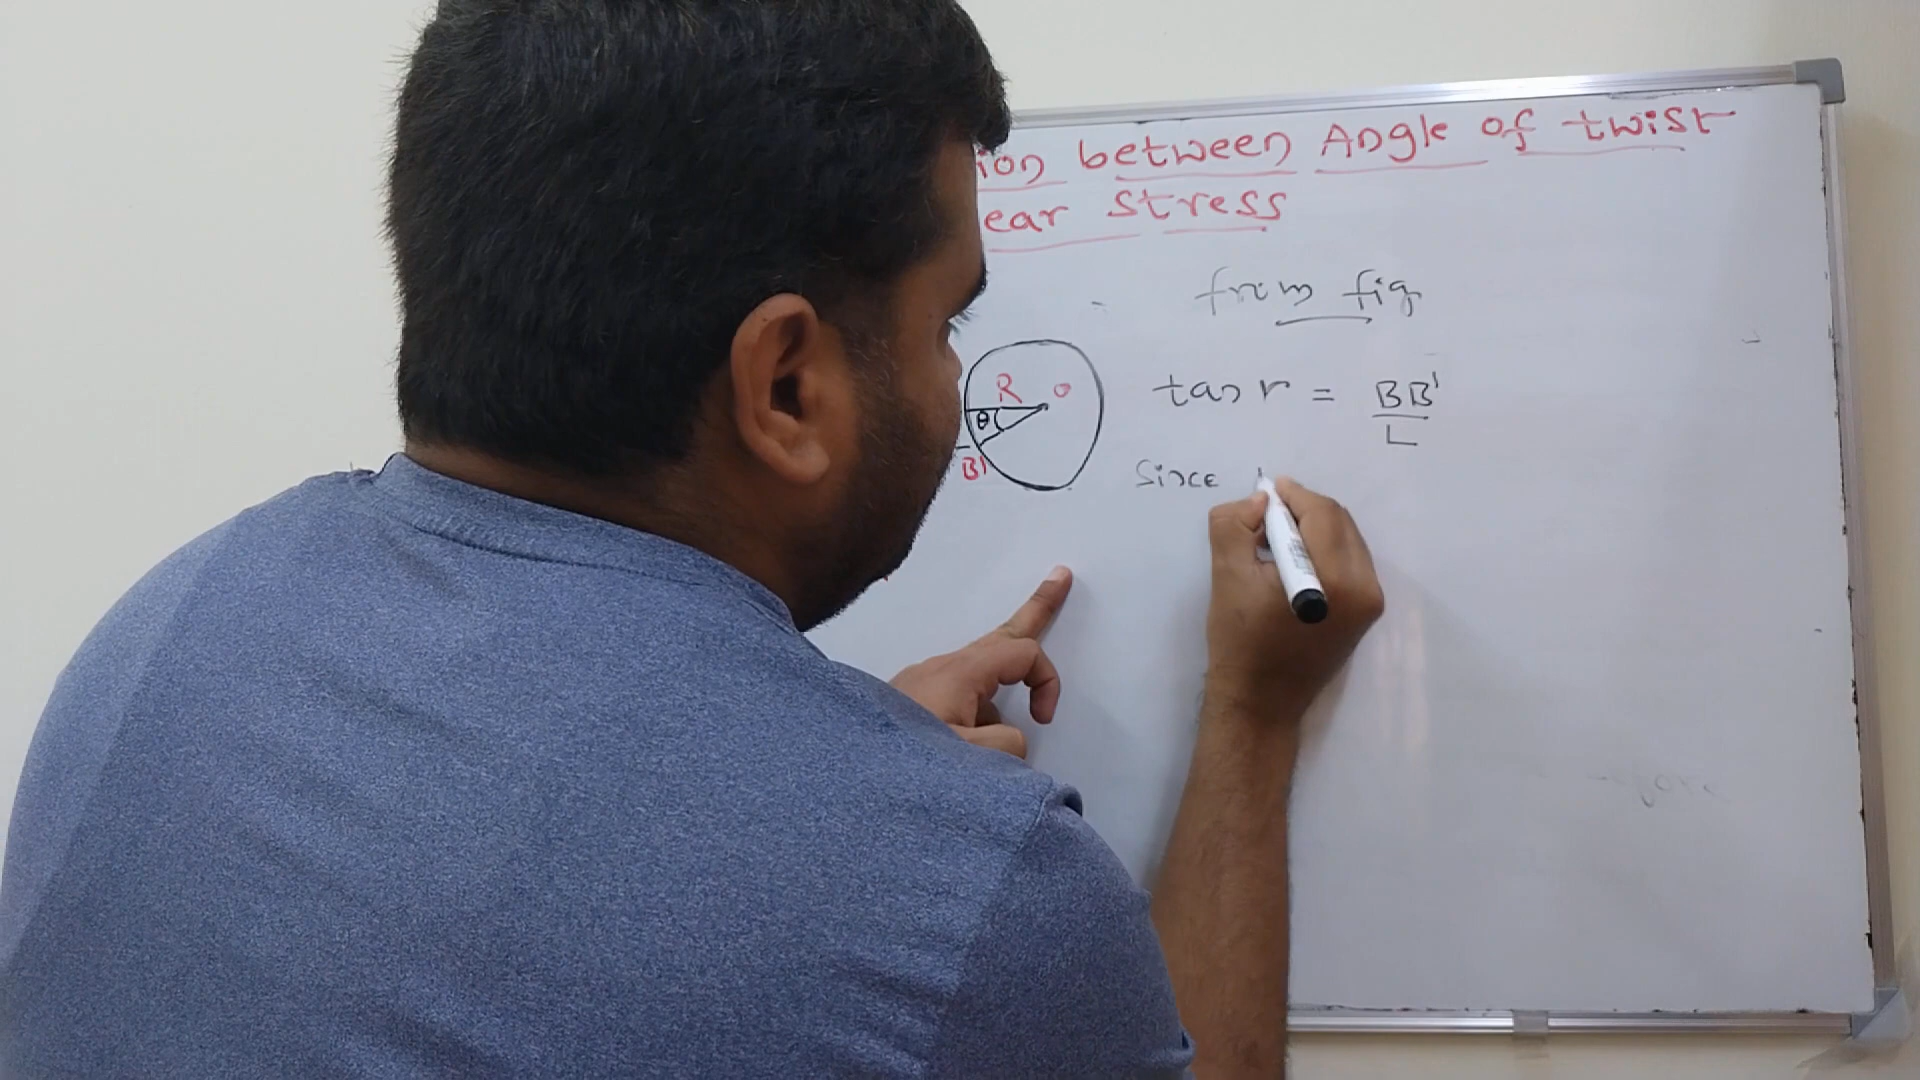 ion between Angle of twist
ear stress
from fig
R O
θ
B'
tan r = BB'
L
Since